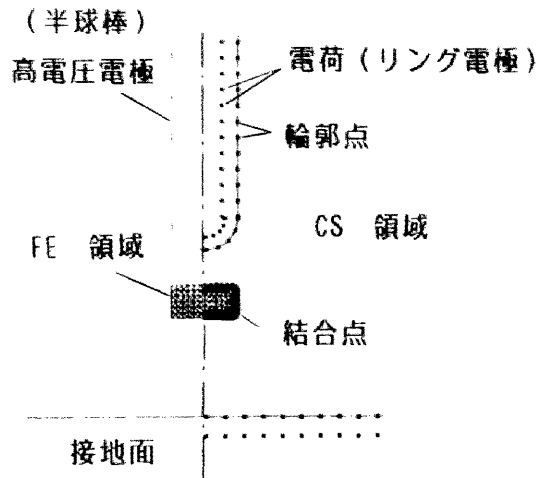 (半球棒)
高電圧電極
電荷(リング電極)
輪郭点
CS 領域
FE 領域
結合点
接地面